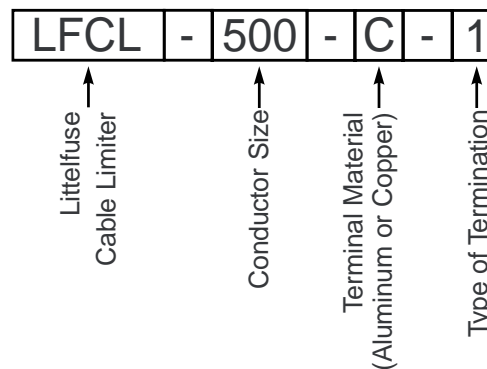 LFCL - 500 - C - 1
Littelfuse
Cable Limiter
Conductor Size
Terminal Material
(Aluminum or Copper)
Type of Termination